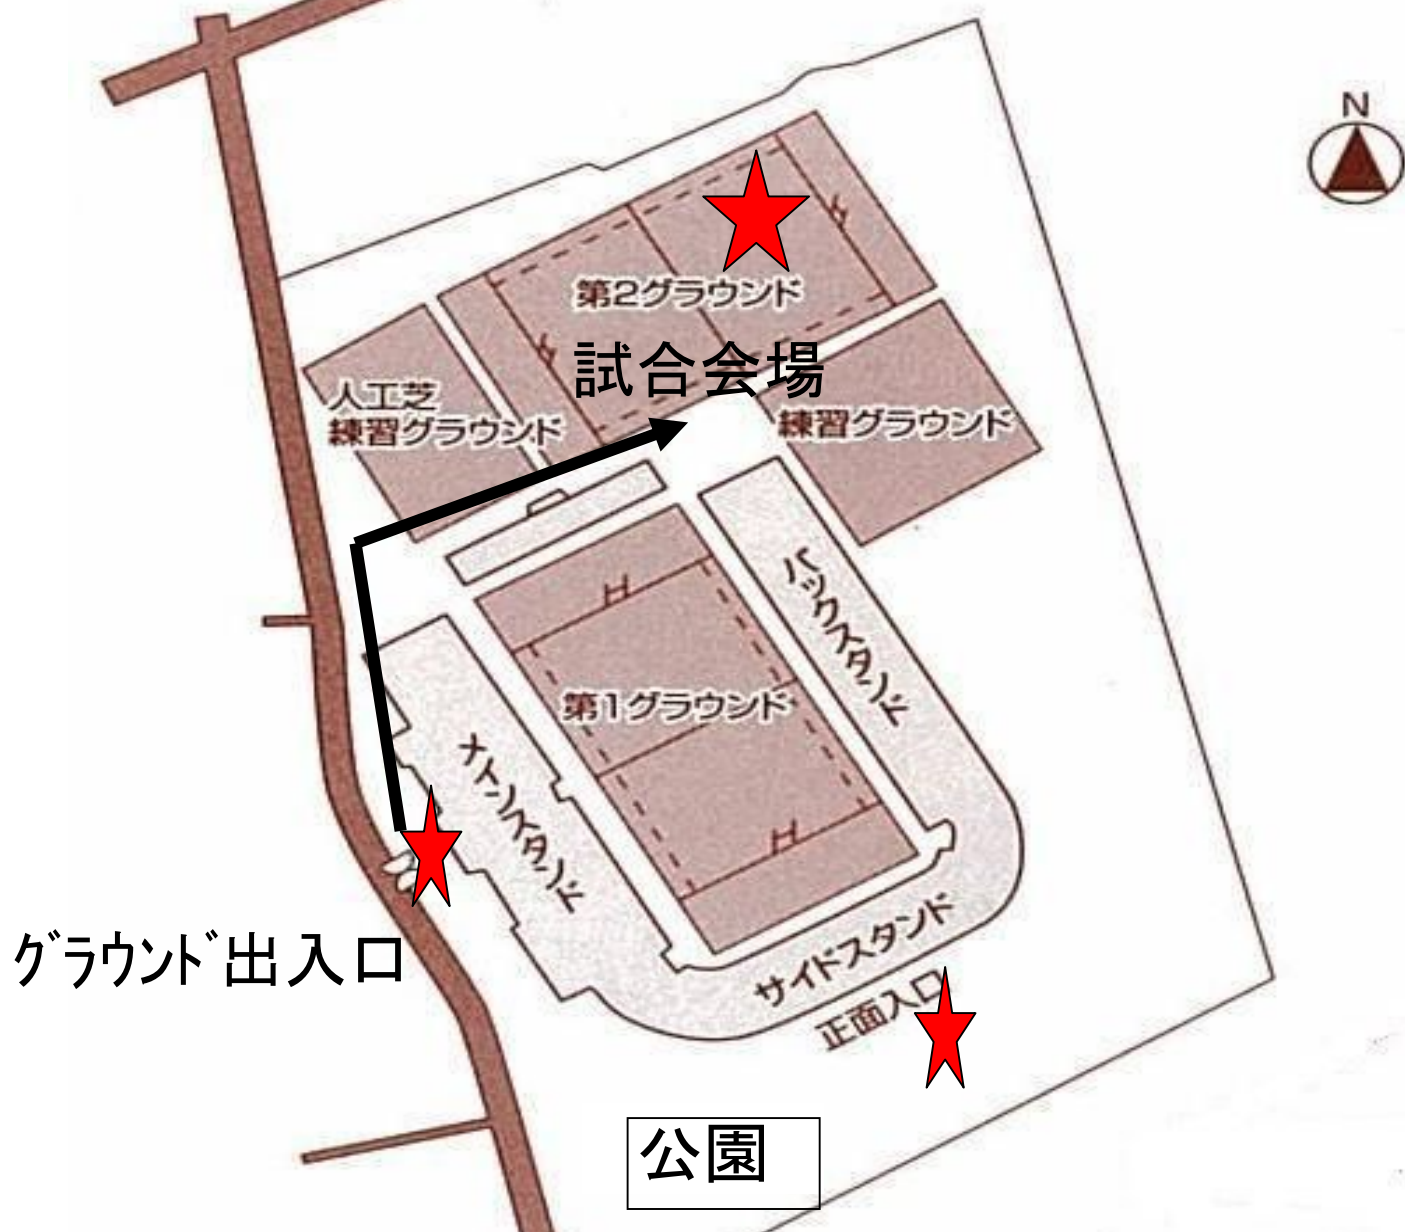 N
第2グラウンド
試合会場
人工芝
練習グラウンド
練習グラウンド
バックスタンド
第1グラウンド
メインスタンド
グラウンド出入口
サイドスタンド
正面入口
公園